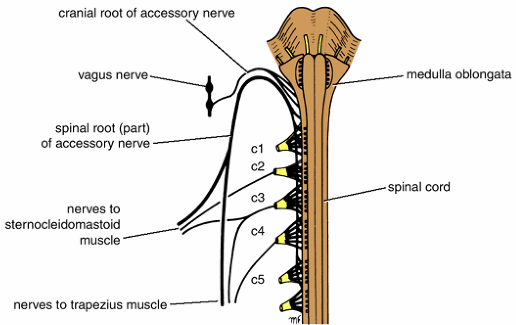 cranial root of accessory nerve
vagus nerve
medulla oblongata
spinal root (part)
of accessory nerve
c1
c2
c3
spinal cord
nerves to
sternocleidomastoid
muscle
c4
c5
nerves to trapezius muscle
mf